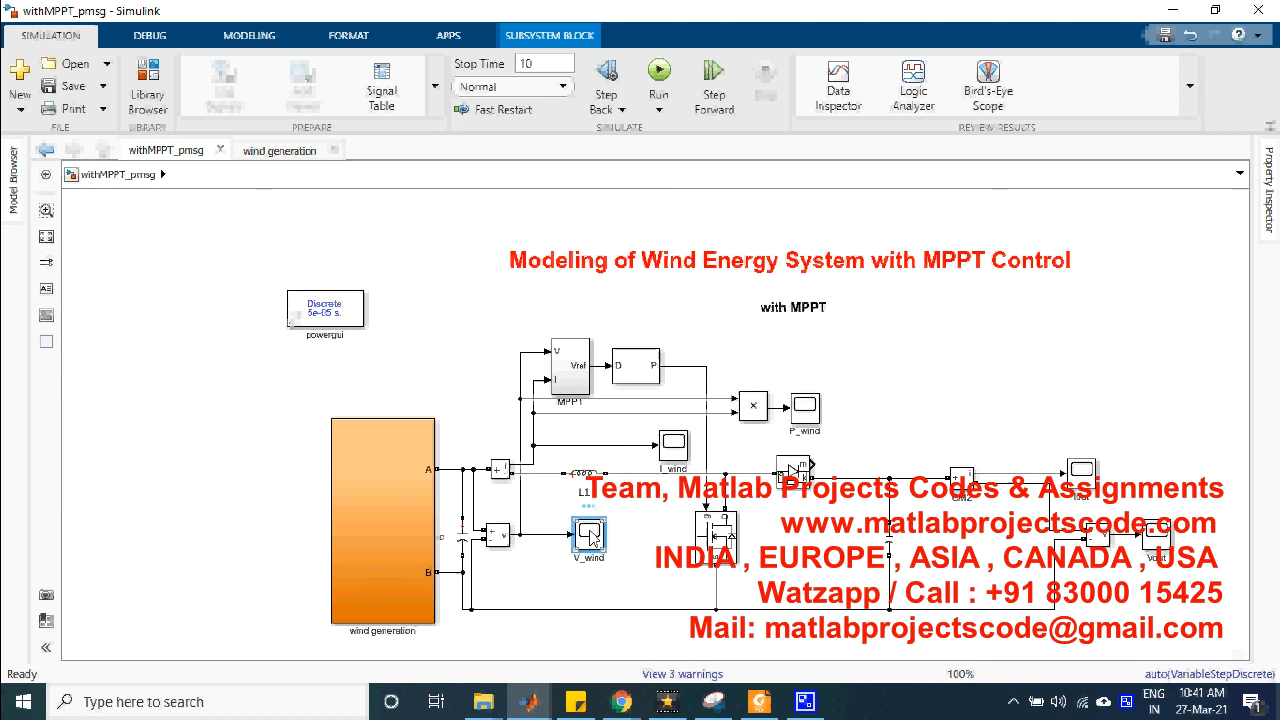 withMPPT_pmsg - Simulink
SIMULATION DEBUG MODELING FORMAT APPS SUBSYSTEM BLOCK
New
Open
Save
Print
FILE
Library Browser
LIBRARY
PREPARE
Signal Table
Stop Time 10
Normal
Fast Restart
Step Back
Run
Step Forward
SIMULATE
Data Inspector
Logic Analyzer
Bird's-Eye Scope
REVIEW RESULTS
Model Browser
withMPPT_pmsg
wind generation
Property Inspector
withMPPT_pmsg
Modeling of Wind Energy System with MPPT Control
with MPPT
Discrete
5e-05 s.
powergui
V
I
Vref
MPP1
D P
×
P_wind
I_wind
A
B
wind generation
+ i
L1
+
-
v
V_wind
g D
m
k
Team, Matlab Projects Codes & Assignments
www.matlabprojectscode.com
INDIA , EUROPE , ASIA , CANADA , USA
Watzapp / Call : +91 83000 15425
Mail: matlabprojectscode@gmail.com
Vout
Ready
View 3 warnings
100%
auto(VariableStepDiscrete)
Type here to search
ENG
IN
10:41 AM
27-Mar-21